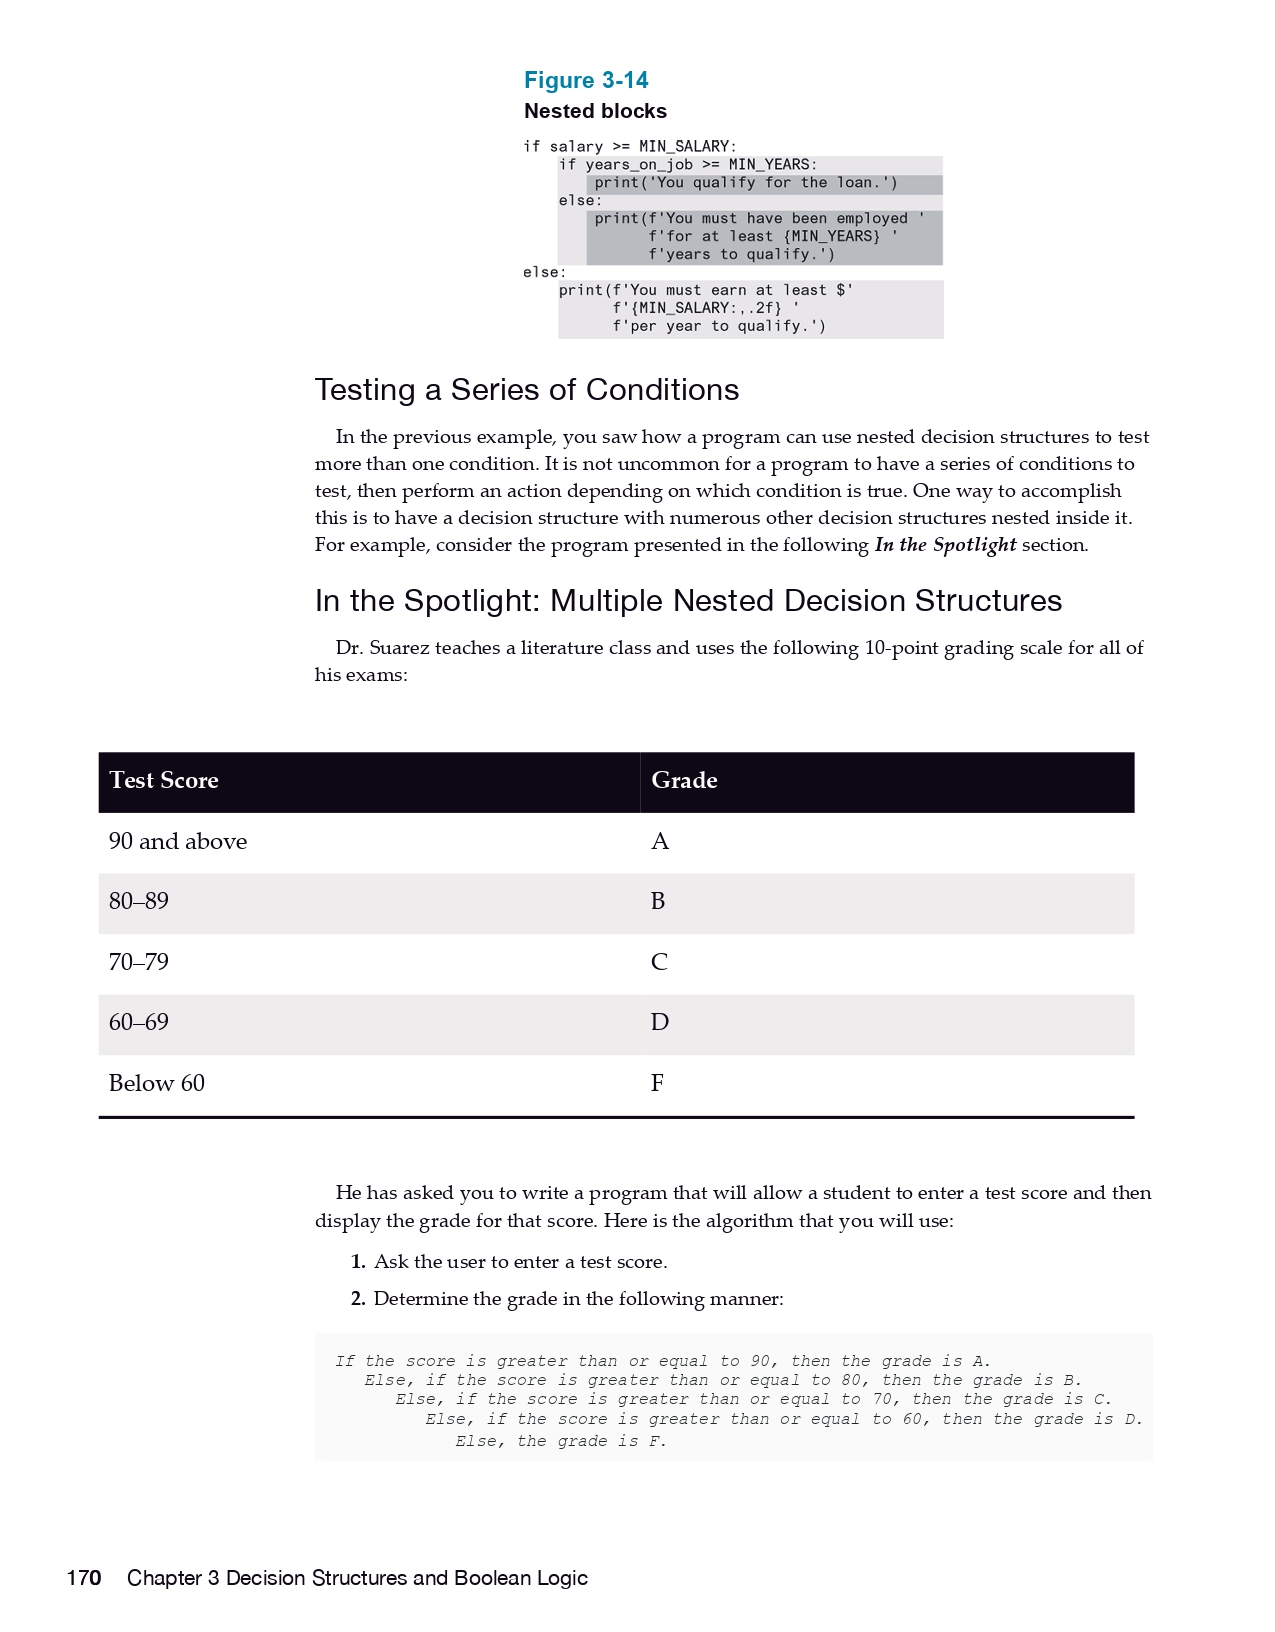 Figure 3-14
Nested blocks
if salary >= MIN_SALARY:
    if years_on_job >= MIN_YEARS:
        print('You qualify for the loan.')
    else:
        print(f'You must have been employed '
              f'for at least {MIN_YEARS} '
              f'years to qualify.')
else:
    print(f'You must earn at least $'
          f'{MIN_SALARY:,.2f} '
          f'per year to qualify.')
Testing a Series of Conditions
In the previous example, you saw how a program can use nested decision structures to test
more than one condition. It is not uncommon for a program to have a series of conditions to
test, then perform an action depending on which condition is true. One way to accomplish
this is to have a decision structure with numerous other decision structures nested inside it.
For example, consider the program presented in the following In the Spotlight section.
In the Spotlight: Multiple Nested Decision Structures
Dr. Suarez teaches a literature class and uses the following 10-point grading scale for all of
his exams:
Test Score Grade
90 and above A
80–89 B
70–79 C
60–69 D
Below 60 F
He has asked you to write a program that will allow a student to enter a test score and then
display the grade for that score. Here is the algorithm that you will use:
1. Ask the user to enter a test score.
2. Determine the grade in the following manner:
If the score is greater than or equal to 90, then the grade is A.
   Else, if the score is greater than or equal to 80, then the grade is B.
      Else, if the score is greater than or equal to 70, then the grade is C.
         Else, if the score is greater than or equal to 60, then the grade is D.
            Else, the grade is F.
170 Chapter 3 Decision Structures and Boolean Logic